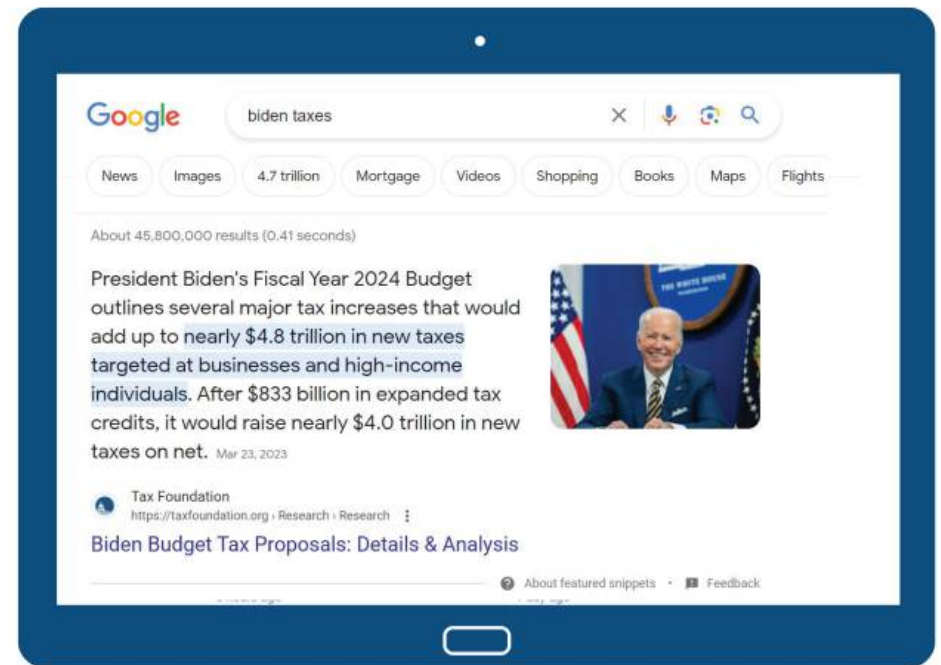 Google
biden taxes
News Images 4.7 trillion Mortgage Videos Shopping Books Maps Flights
About 45,800,000 results (0.41 seconds)
President Biden's Fiscal Year 2024 Budget
outlines several major tax increases that would
add up to nearly $4.8 trillion in new taxes
targeted at businesses and high-income
individuals. After $833 billion in expanded tax
credits, it would raise nearly $4.0 trillion in new
taxes on net. Mar 23, 2023
THE WHITE HOUSE
WASHINGTON
Tax Foundation
https://taxfoundation.org › Research › Research
Biden Budget Tax Proposals: Details & Analysis
About featured snippets • Feedback